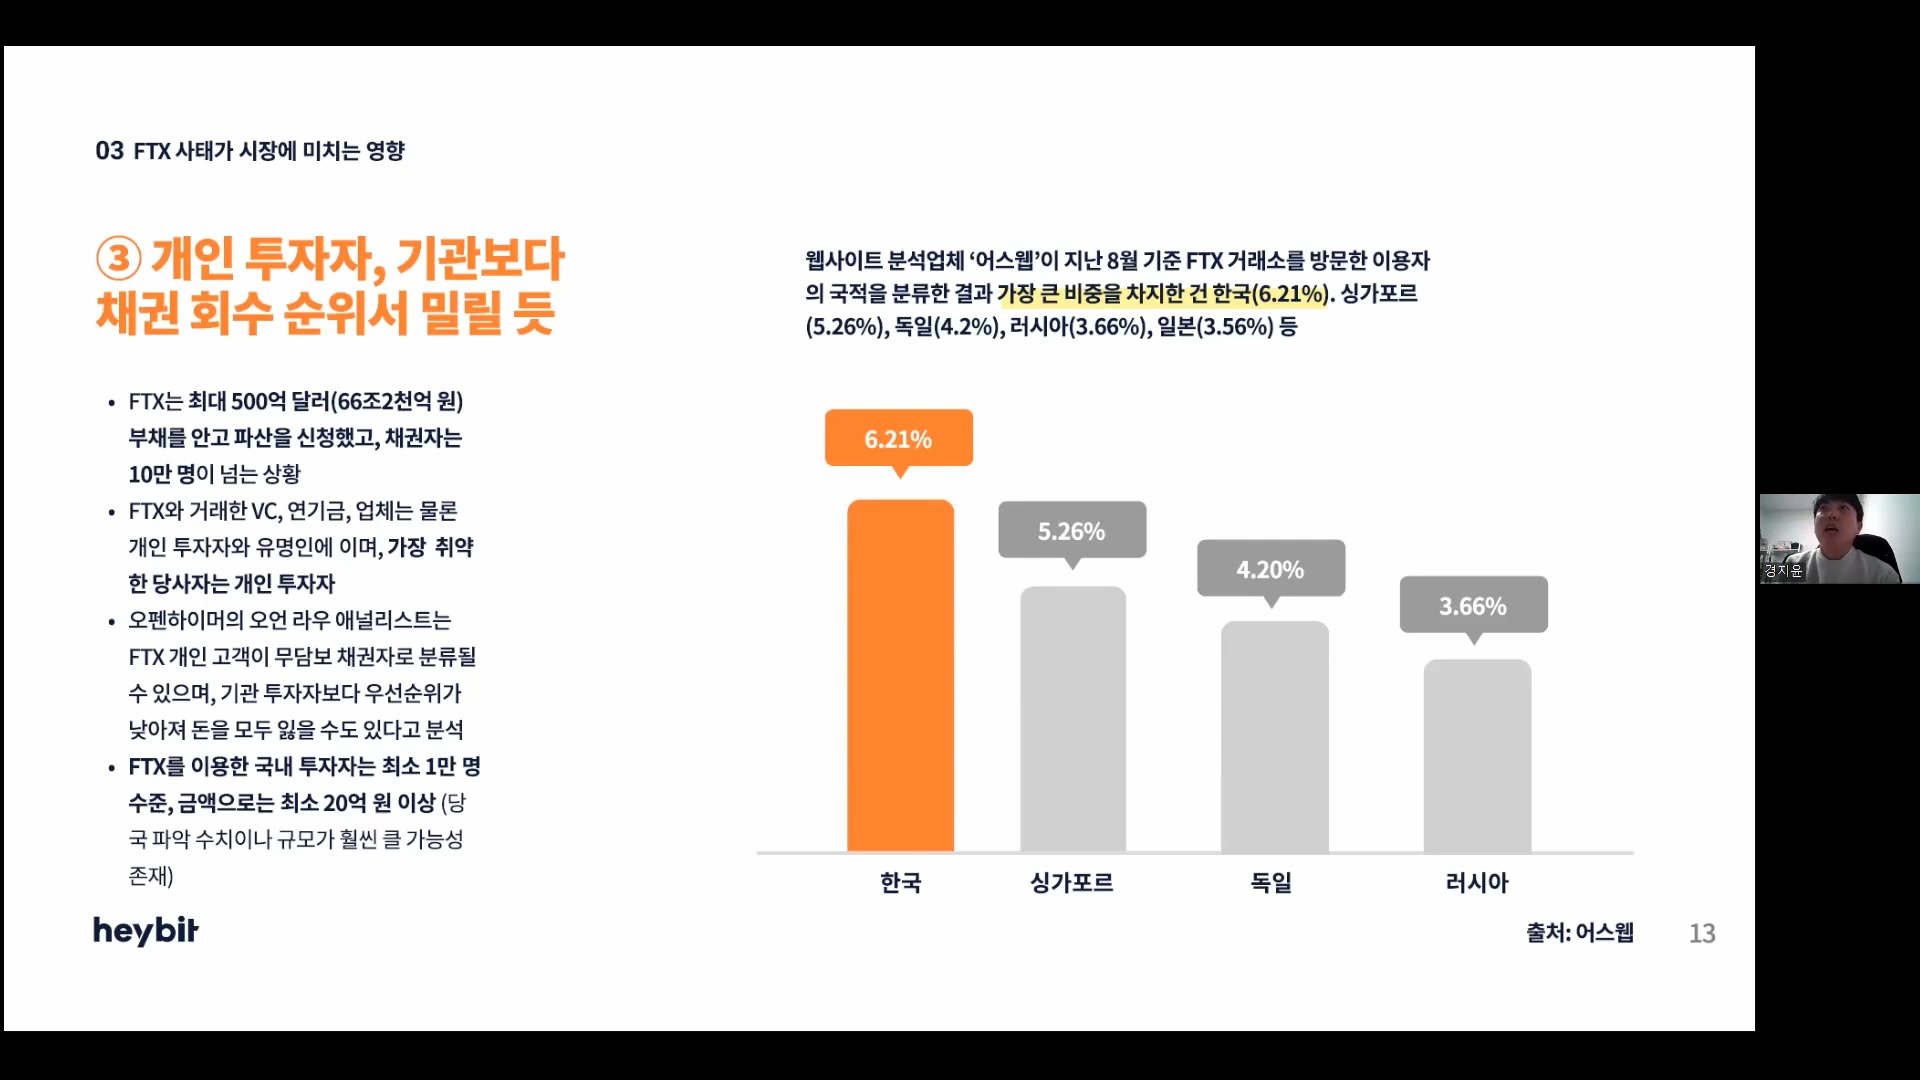 03 FTX 사태가 시장에 미치는 영향
③ 개인 투자자, 기관보다
채권 회수 순위서 밀릴 듯
• FTX는 최대 500억 달러(66조2천억 원)
부채를 안고 파산을 신청했고, 채권자는
10만 명이 넘는 상황
• FTX와 거래한 VC, 연기금, 업체는 물론
개인 투자자와 유명인에 이며, 가장 취약
한 당사자는 개인 투자자
• 오펜하이머의 오언 라우 애널리스트는
FTX 개인 고객이 무담보 채권자로 분류될
수 있으며, 기관 투자자보다 우선순위가
낮아져 돈을 모두 잃을 수도 있다고 분석
• FTX를 이용한 국내 투자자는 최소 1만 명
수준, 금액으로는 최소 20억 원 이상 (당
국 파악 수치이나 규모가 훨씬 클 가능성
존재)
웹사이트 분석업체 ‘어스웹’이 지난 8월 기준 FTX 거래소를 방문한 이용자
의 국적을 분류한 결과 가장 큰 비중을 차지한 건 한국(6.21%). 싱가포르
(5.26%), 독일(4.2%), 러시아(3.66%), 일본(3.56%) 등
6.21%
5.26%
4.20%
3.66%
한국
싱가포르
독일
러시아
heybit
출처: 어스웹
13
경지윤